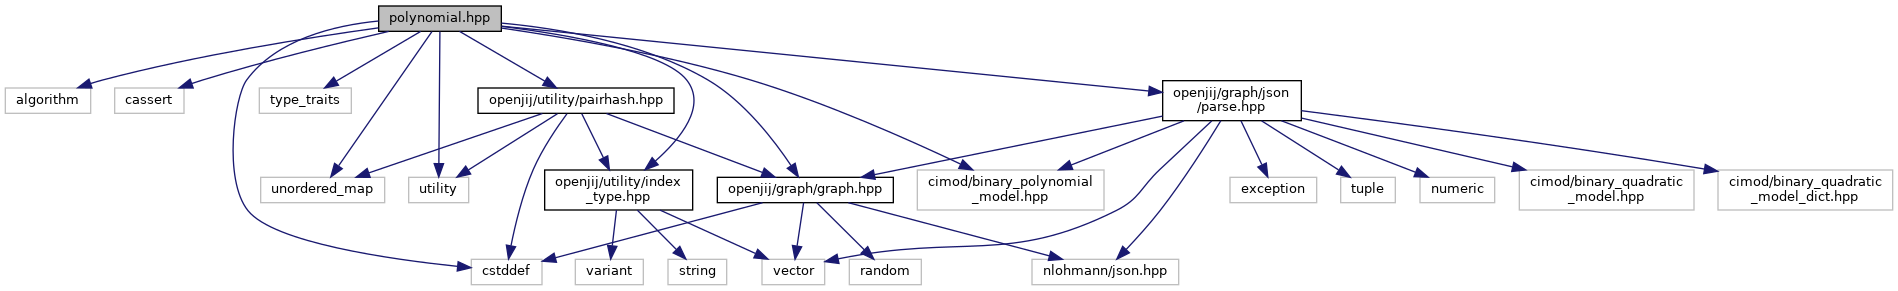 polynomial.hpp
openjij/graph/json
/parse.hpp
algorithm
cassert
type_traits
openjij/utility/pairhash.hpp
unordered_map
utility
openjij/utility/index
_type.hpp
openjij/graph/graph.hpp
cimod/binary_polynomial
_model.hpp
exception
tuple
numeric
cimod/binary_quadratic
_model.hpp
cimod/binary_quadratic
_model_dict.hpp
cstddef
variant
string
vector
random
nlohmann/json.hpp